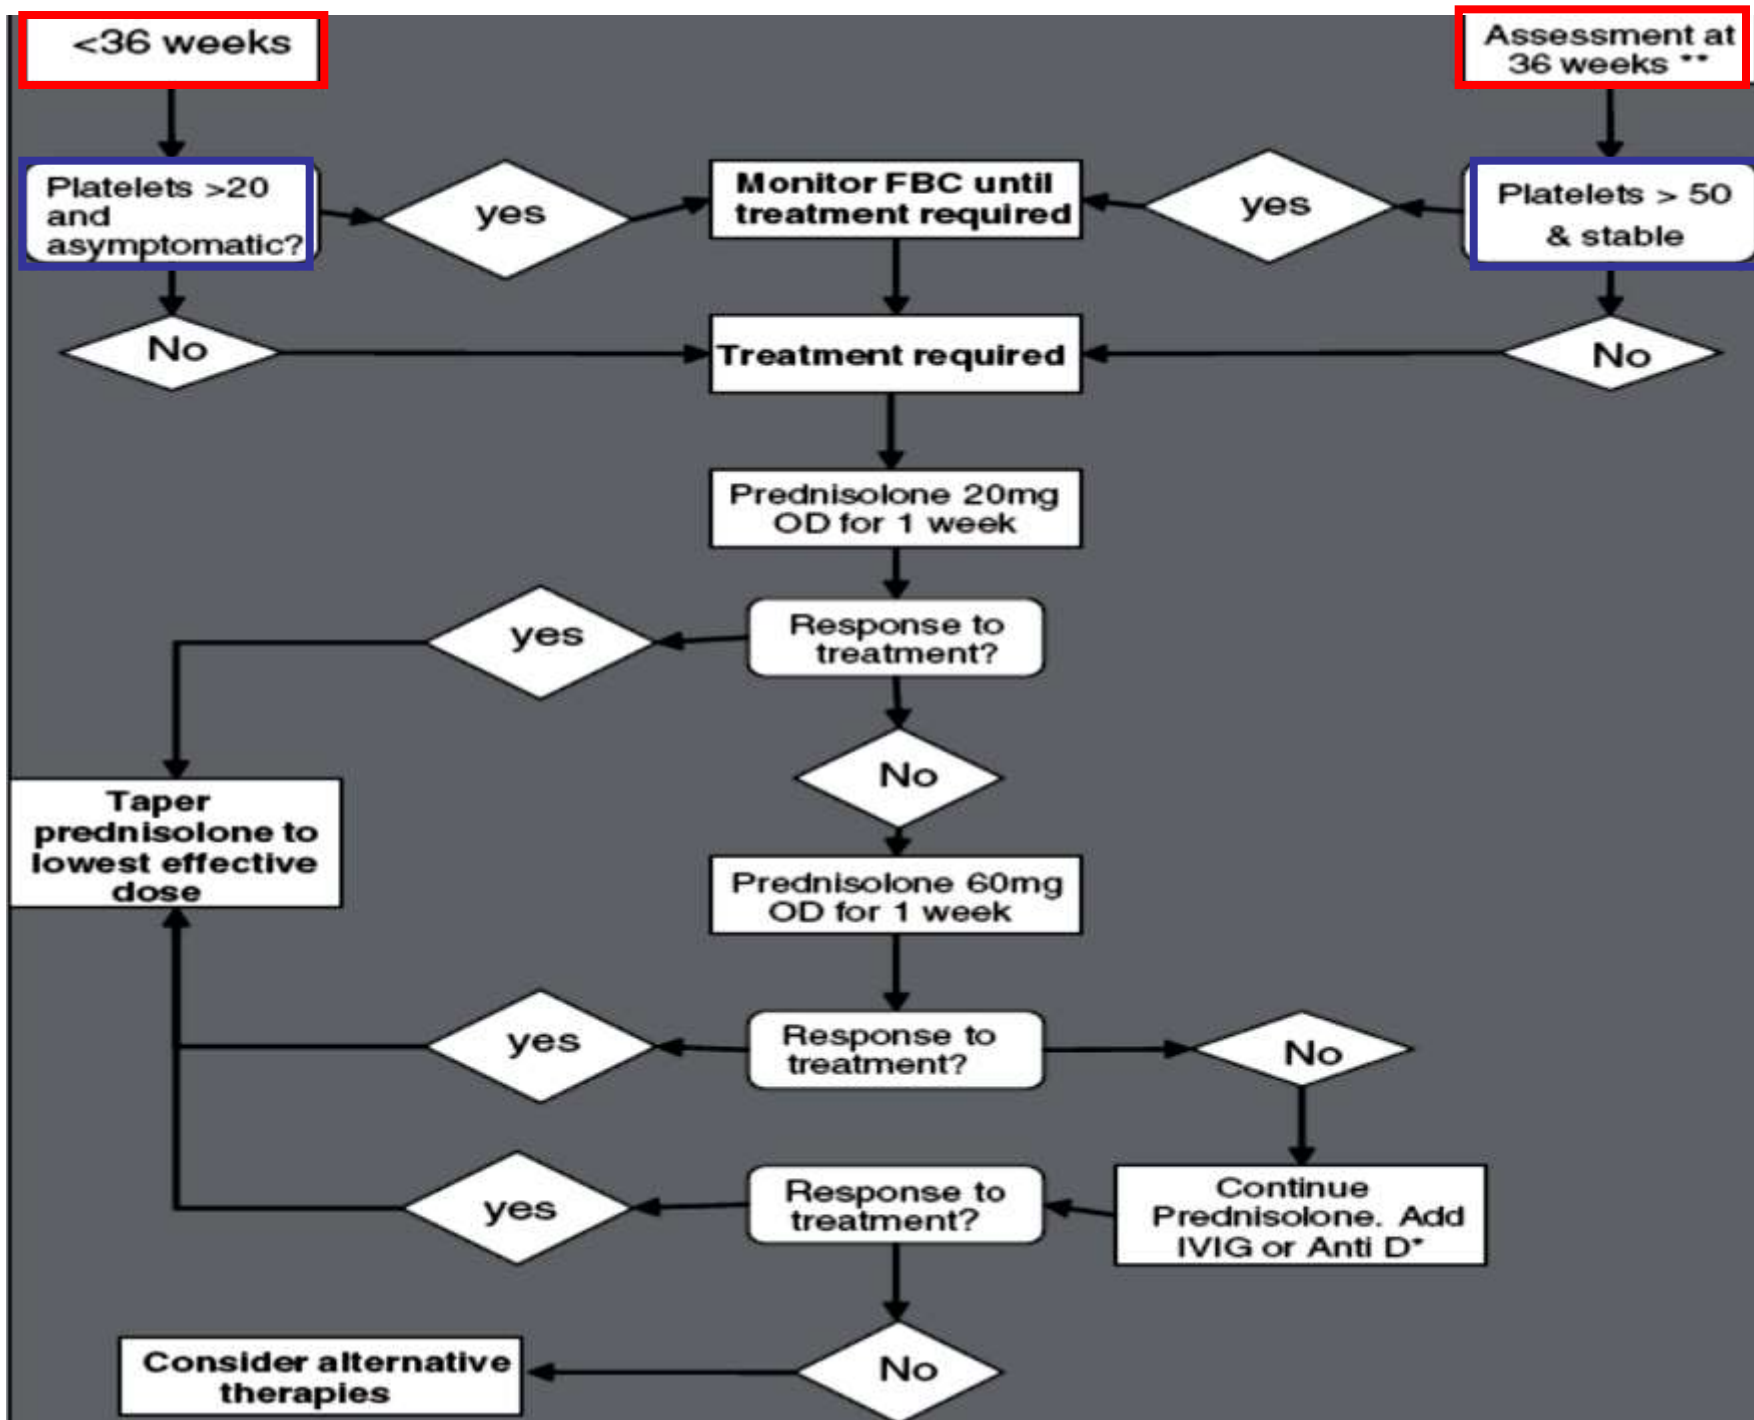 <36 weeks
Assessment at
36 weeks **
Platelets >20
and
asymptomatic?
yes
Monitor FBC until
treatment required
yes
Platelets > 50
& stable
No
Treatment required
No
Prednisolone 20mg
OD for 1 week
yes
Response to
treatment?
No
Taper
prednisolone to
lowest effective
dose
Prednisolone 60mg
OD for 1 week
yes
Response to
treatment?
No
yes
Response to
treatment?
Continue
Prednisolone. Add
IVIG or Anti D*
Consider alternative
therapies
No